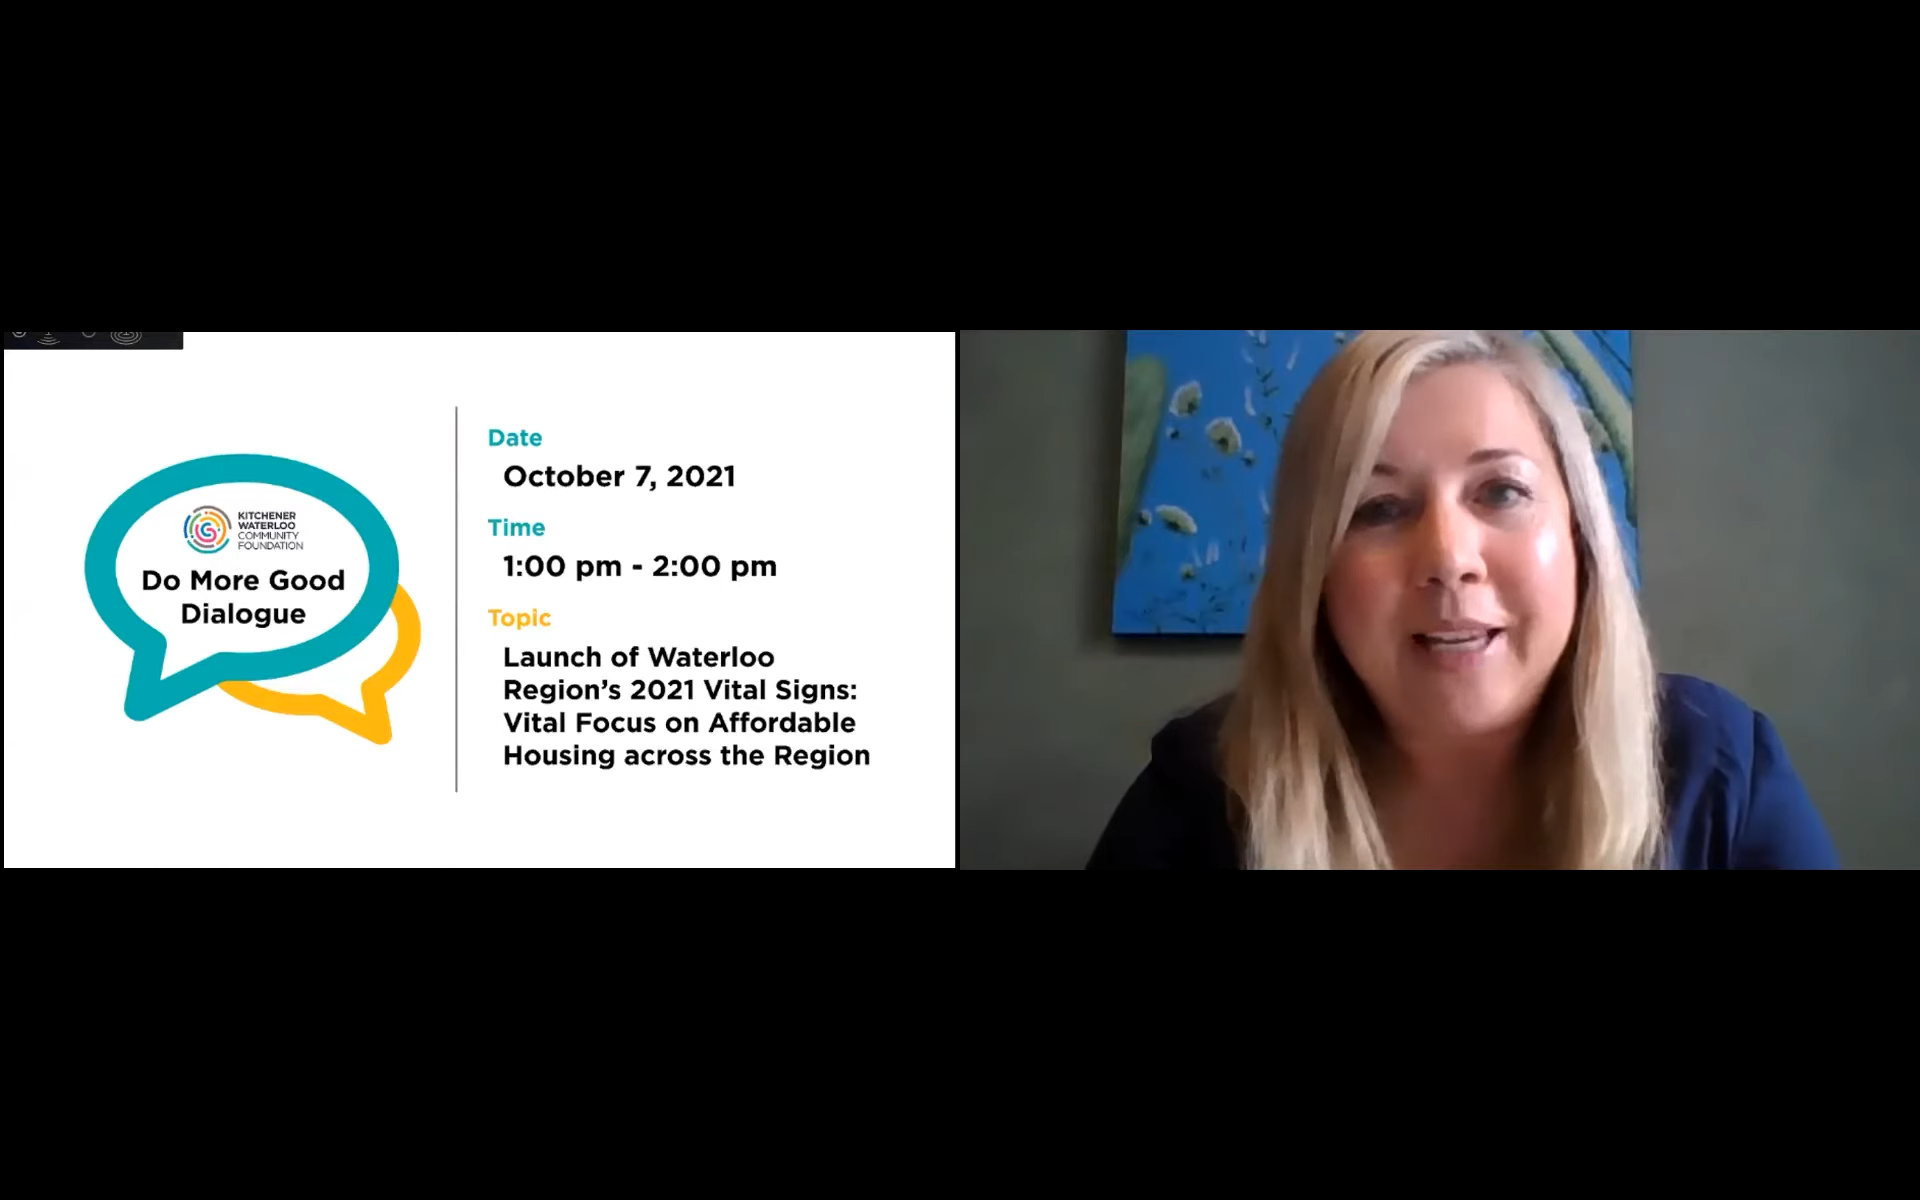 KITCHENER
WATERLOO
COMMUNITY
FOUNDATION
Do More Good
Dialogue
Date
October 7, 2021
Time
1:00 pm - 2:00 pm
Topic
Launch of Waterloo
Region's 2021 Vital Signs:
Vital Focus on Affordable
Housing across the Region